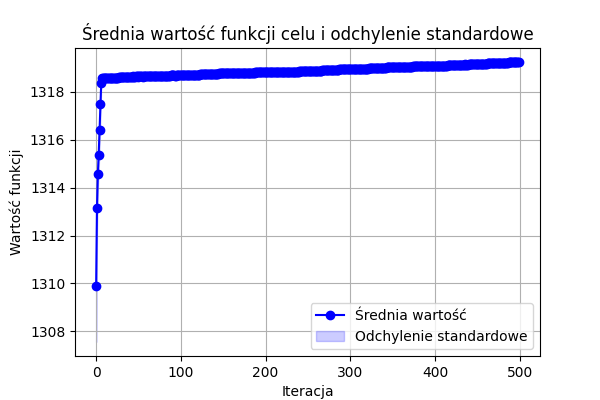 Średnia wartość funkcji celu i odchylenie standardowe
Wartość funkcji
1318
1316
1314
1312
1310
1308
Średnia wartość
Odchylenie standardowe
0 100 200 300 400 500
Iteracja